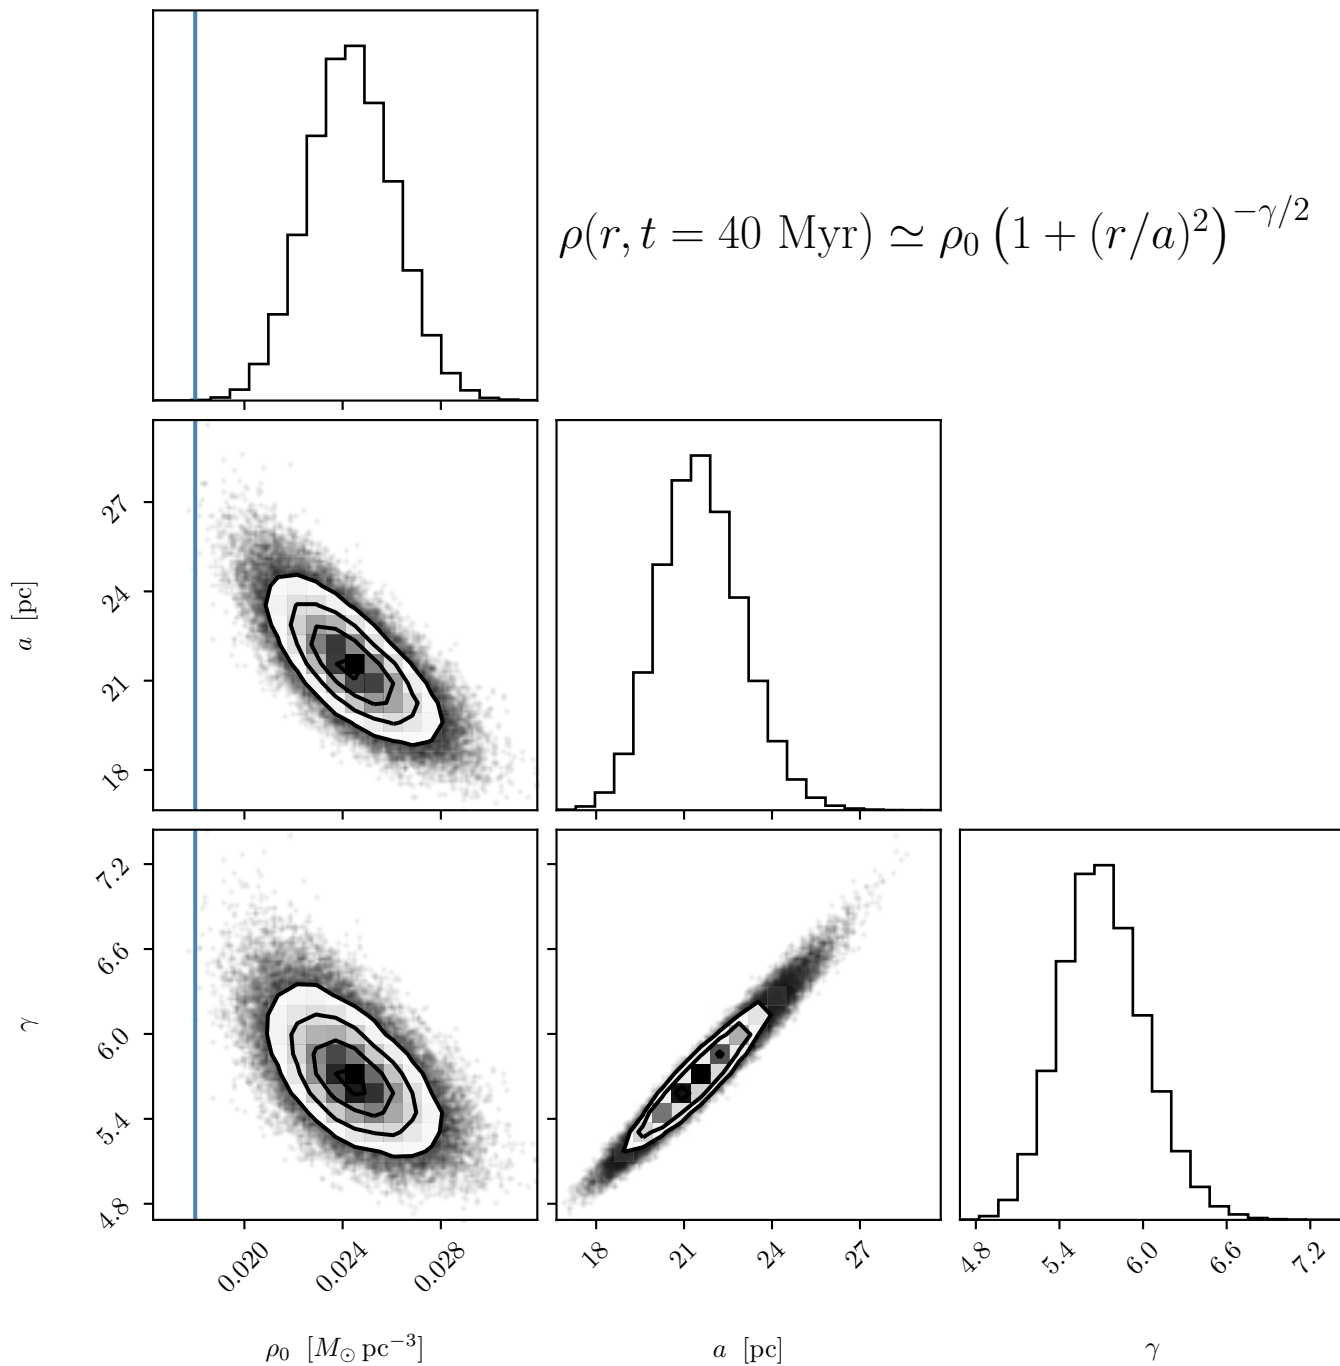 ρ(r, t = 40 Myr) ≃ ρ₀ (1 + (r/a)²)^{−γ/2}
27
24
21
18
a [pc]
7.2
6.6
6.0
5.4
4.8
γ
0.020 0.024 0.028
18 21 24 27
4.8 5.4 6.0 6.6 7.2
ρ₀ [M⊙ pc⁻³]
a [pc]
γ